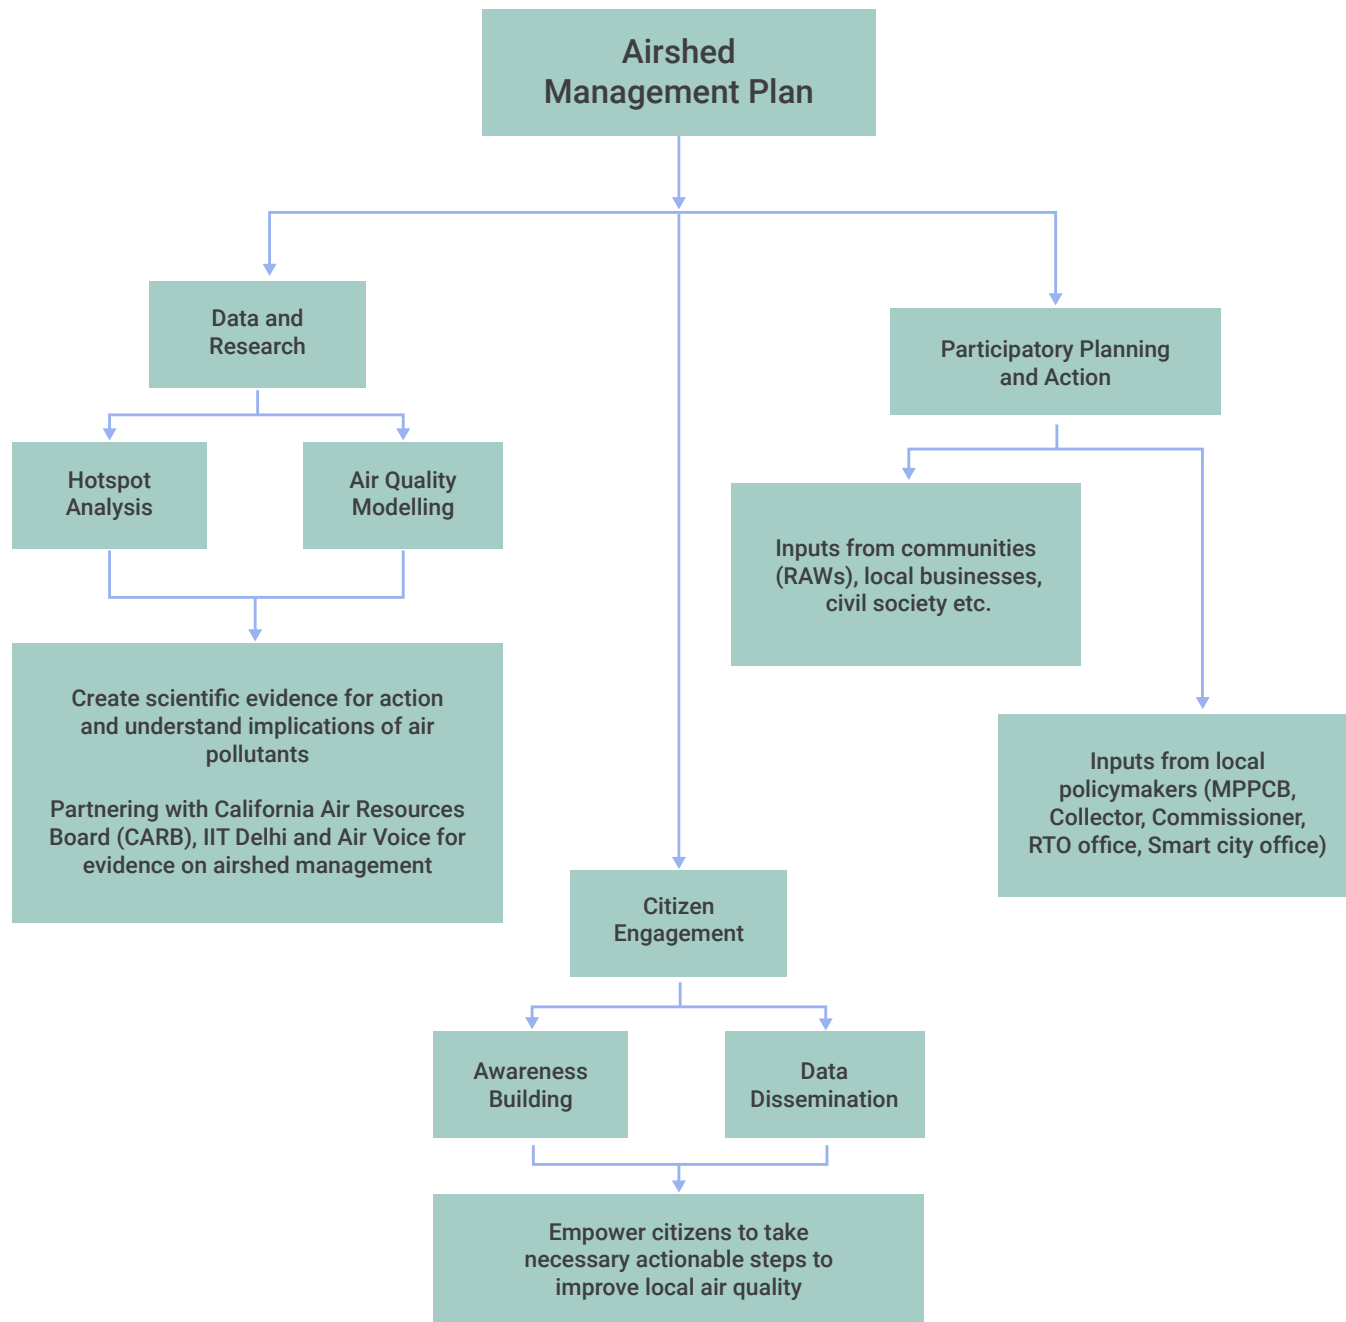 Airshed
Management Plan
Data and
Research
Participatory Planning
and Action
Hotspot
Analysis
Air Quality
Modelling
Inputs from communities
(RAWs), local businesses,
civil society etc.
Create scientific evidence for action
and understand implications of air
pollutants
Partnering with California Air Resources
Board (CARB), IIT Delhi and Air Voice for
evidence on airshed management
Inputs from local
policymakers (MPPCB,
Collector, Commissioner,
RTO office, Smart city office)
Citizen
Engagement
Awareness
Building
Data
Dissemination
Empower citizens to take
necessary actionable steps to
improve local air quality